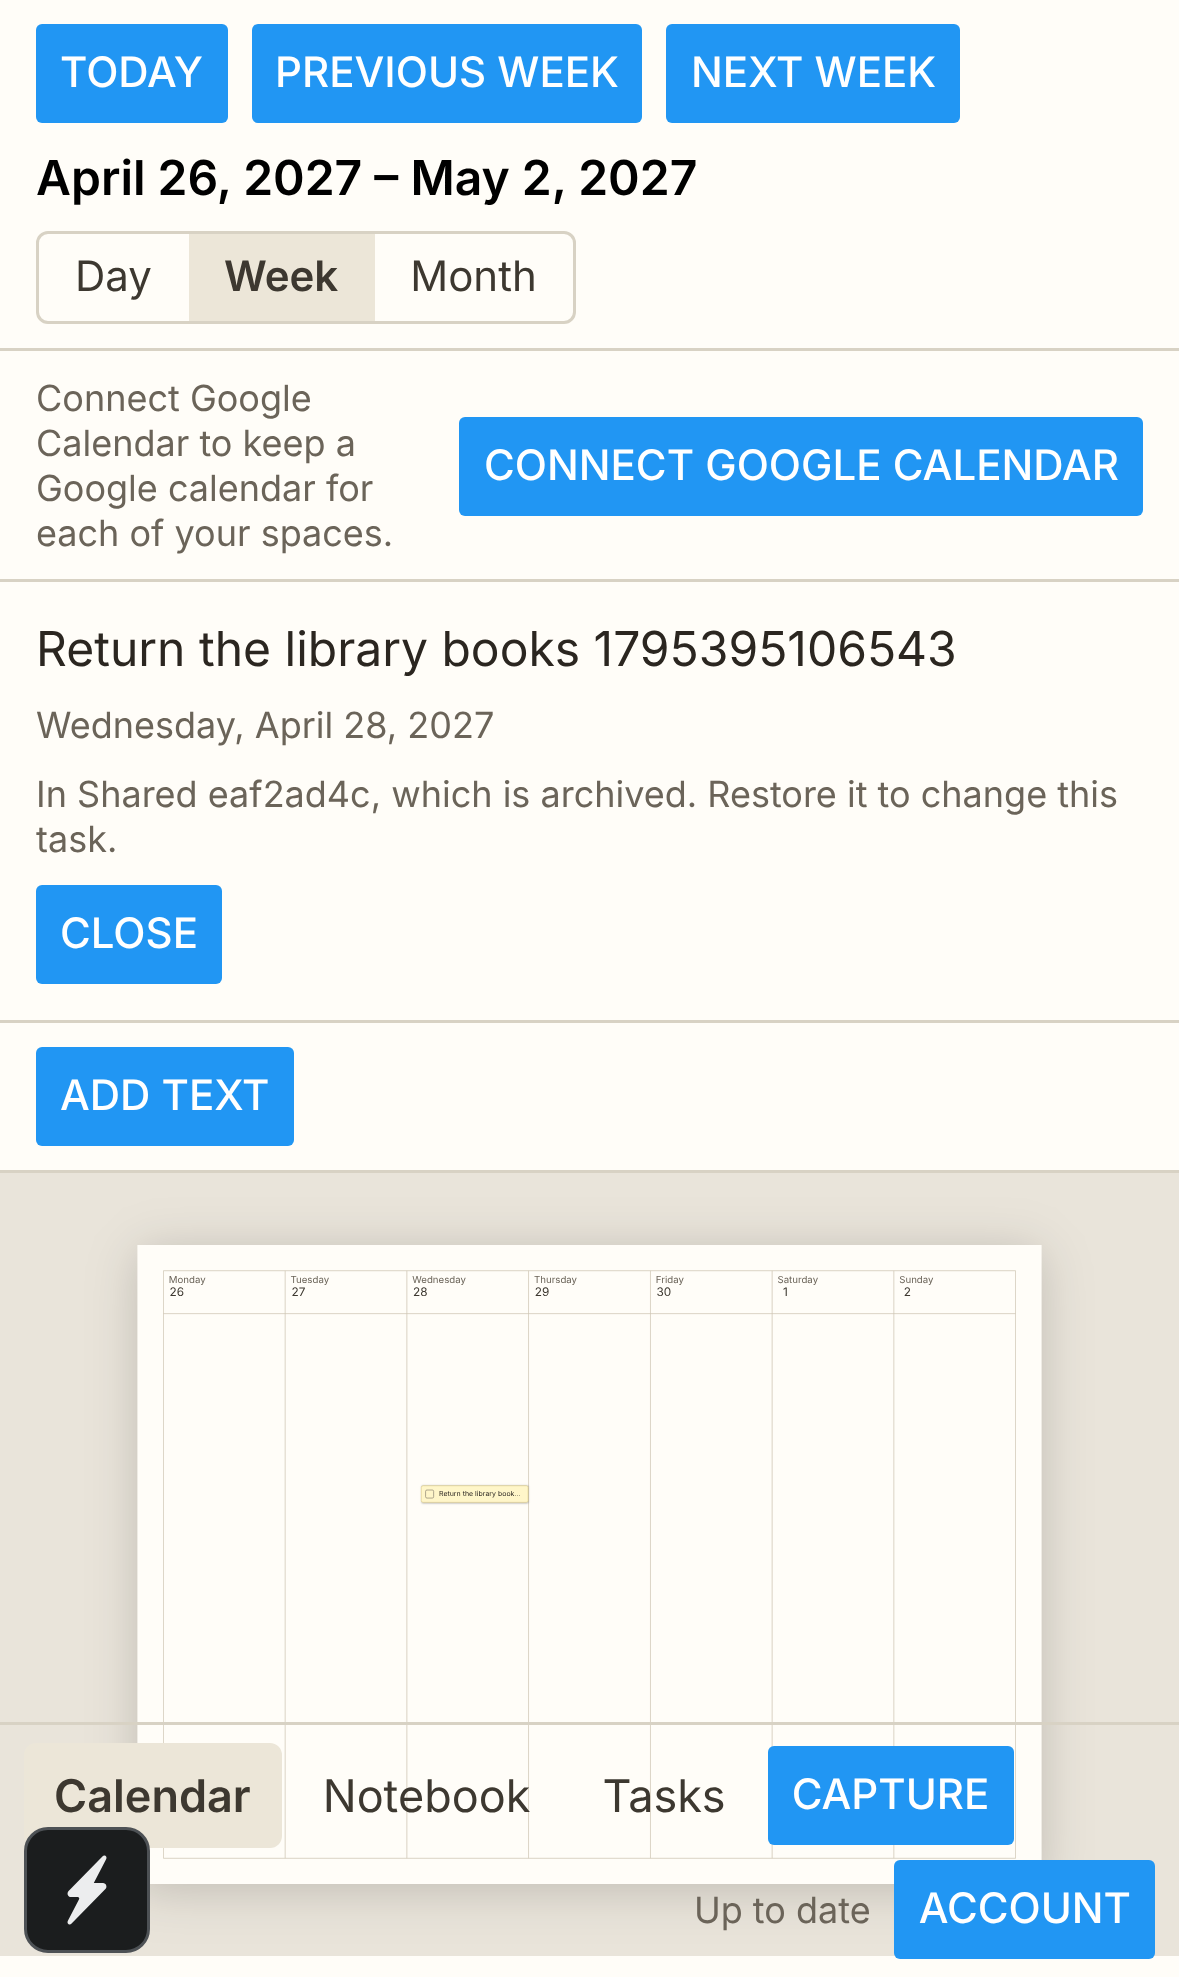 TODAY PREVIOUS WEEK NEXT WEEK
April 26, 2027 – May 2, 2027
Day Week Month
Connect Google
Calendar to keep a
Google calendar for
each of your spaces.
CONNECT GOOGLE CALENDAR
Return the library books 1795395106543
Wednesday, April 28, 2027
In Shared eaf2ad4c, which is archived. Restore it to change this
task.
CLOSE
ADD TEXT
Monday Tuesday Wednesday Thursday Friday Saturday Sunday
26 27 28 29 30 1 2
Return the library book...
Calendar Notebook Tasks CAPTURE
Up to date ACCOUNT